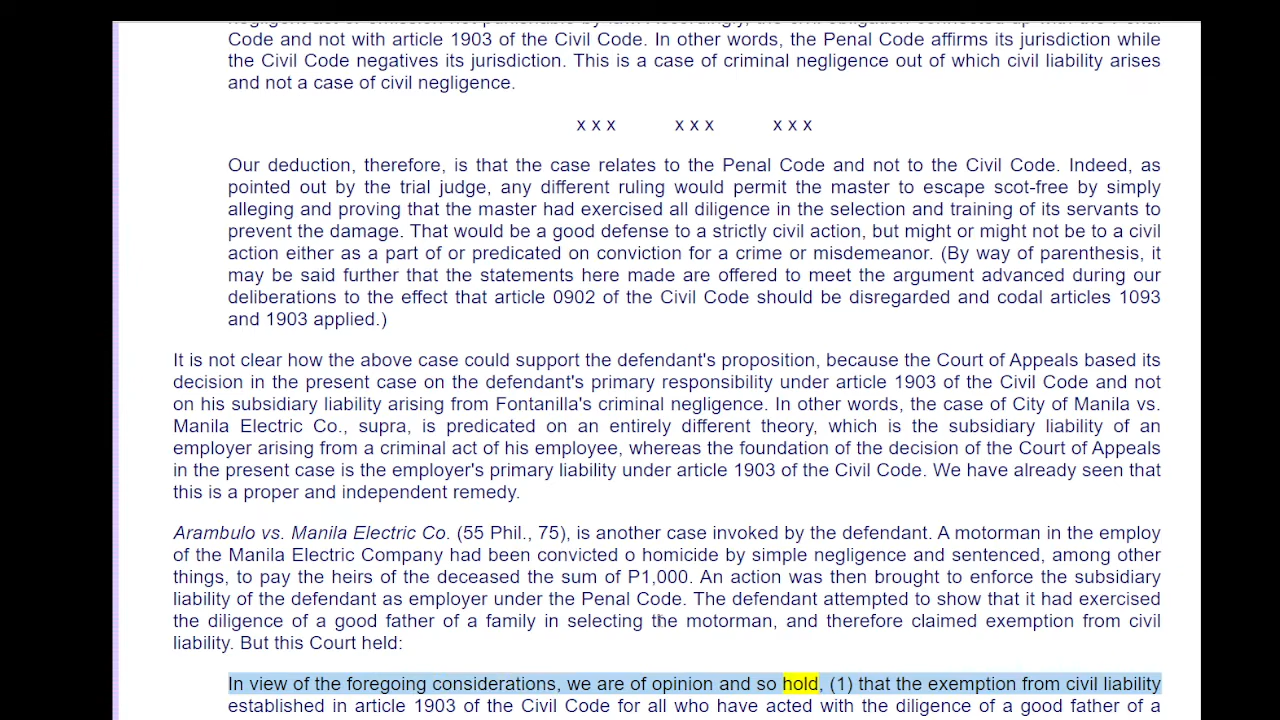 Code and not with article 1903 of the Civil Code. In other words, the Penal Code affirms its jurisdiction while
the Civil Code negatives its jurisdiction. This is a case of criminal negligence out of which civil liability arises
and not a case of civil negligence.
x x x x x x x x x
Our deduction, therefore, is that the case relates to the Penal Code and not to the Civil Code. Indeed, as
pointed out by the trial judge, any different ruling would permit the master to escape scot-free by simply
alleging and proving that the master had exercised all diligence in the selection and training of its servants to
prevent the damage. That would be a good defense to a strictly civil action, but might or might not be to a civil
action either as a part of or predicated on conviction for a crime or misdemeanor. (By way of parenthesis, it
may be said further that the statements here made are offered to meet the argument advanced during our
deliberations to the effect that article 0902 of the Civil Code should be disregarded and codal articles 1093
and 1903 applied.)
It is not clear how the above case could support the defendant's proposition, because the Court of Appeals based its
decision in the present case on the defendant's primary responsibility under article 1903 of the Civil Code and not
on his subsidiary liability arising from Fontanilla's criminal negligence. In other words, the case of City of Manila vs.
Manila Electric Co., supra, is predicated on an entirely different theory, which is the subsidiary liability of an
employer arising from a criminal act of his employee, whereas the foundation of the decision of the Court of Appeals
in the present case is the employer's primary liability under article 1903 of the Civil Code. We have already seen that
this is a proper and independent remedy.
Arambulo vs. Manila Electric Co. (55 Phil., 75), is another case invoked by the defendant. A motorman in the employ
of the Manila Electric Company had been convicted o homicide by simple negligence and sentenced, among other
things, to pay the heirs of the deceased the sum of P1,000. An action was then brought to enforce the subsidiary
liability of the defendant as employer under the Penal Code. The defendant attempted to show that it had exercised
the diligence of a good father of a family in selecting the motorman, and therefore claimed exemption from civil
liability. But this Court held:
In view of the foregoing considerations, we are of opinion and so hold, (1) that the exemption from civil liability
established in article 1903 of the Civil Code for all who have acted with the diligence of a good father of a